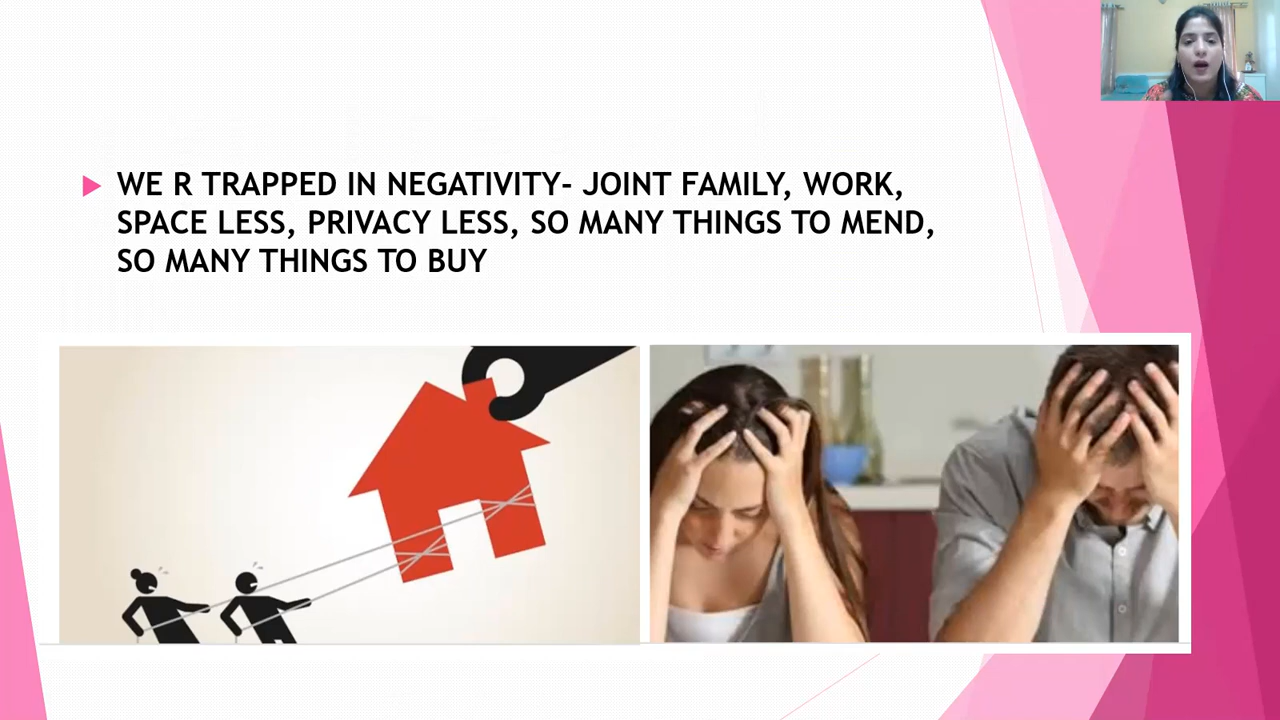 WE R TRAPPED IN NEGATIVITY- JOINT FAMILY, WORK,
SPACE LESS, PRIVACY LESS, SO MANY THINGS TO MEND,
SO MANY THINGS TO BUY